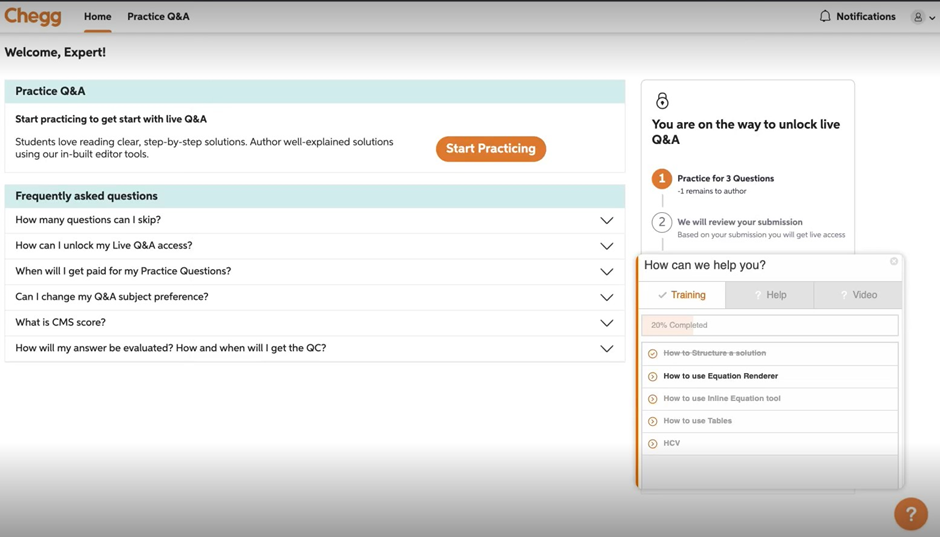 Chegg
Home
Practice Q&A
Notifications
Welcome, Expert!
Practice Q&A
Start practicing to get start with live Q&A
Students love reading clear, step-by-step solutions. Author well-explained solutions
using our in-built editor tools.
Start Practicing
Frequently asked questions
How many questions can I skip?
How can I unlock my Live Q&A access?
When will I get paid for my Practice Questions?
Can I change my Q&A subject preference?
What is CMS score?
How will my answer be evaluated? How and when will I get the QC?
You are on the way to unlock live
Q&A
1 Practice for 3 Questions
-1 remains to author
2 We will review your submission
Based on your submission you will get live access
How can we help you?
Training
? Help
? Video
20% Completed
How to Structure a solution
How to use Equation Renderer
How to use Inline Equation tool
How to use Tables
HCV
?